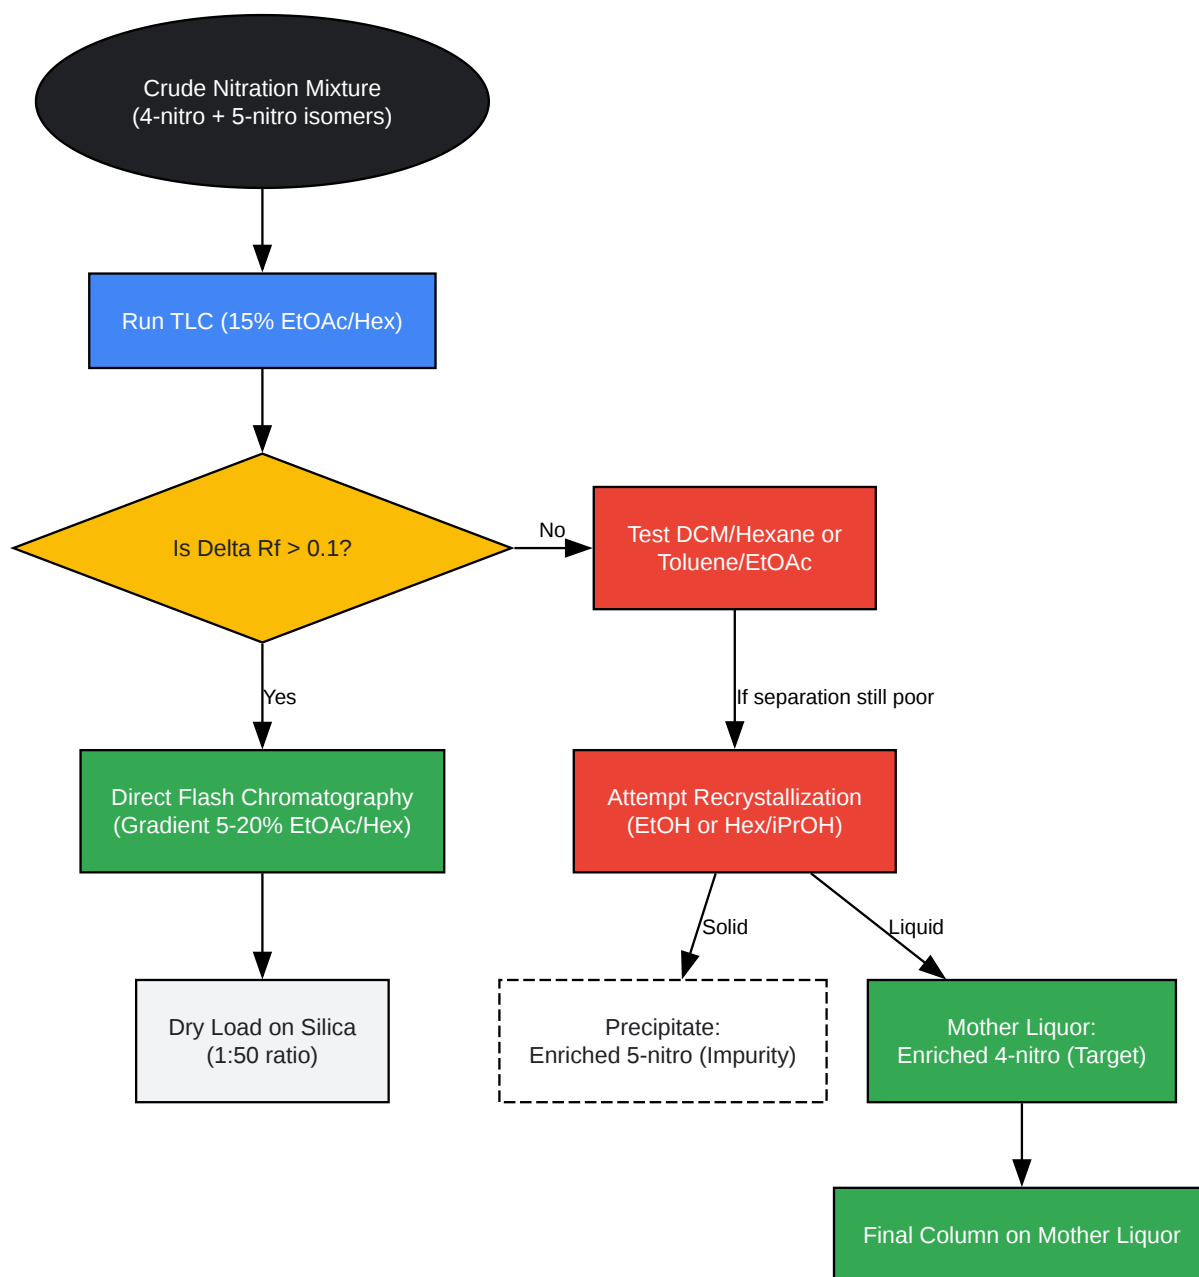 Crude Nitration Mixture
(4-nitro + 5-nitro isomers)
Run TLC (15% EtOAc/Hex)
Is Delta Rf > 0.1?
No
Test DCM/Hexane or
Toluene/EtOAc
Yes
If separation still poor
Direct Flash Chromatography
(Gradient 5-20% EtOAc/Hex)
Attempt Recrystallization
(EtOH or Hex/iPrOH)
Solid
Liquid
Dry Load on Silica
(1:50 ratio)
Precipitate:
Enriched 5-nitro (Impurity)
Mother Liquor:
Enriched 4-nitro (Target)
Final Column on Mother Liquor